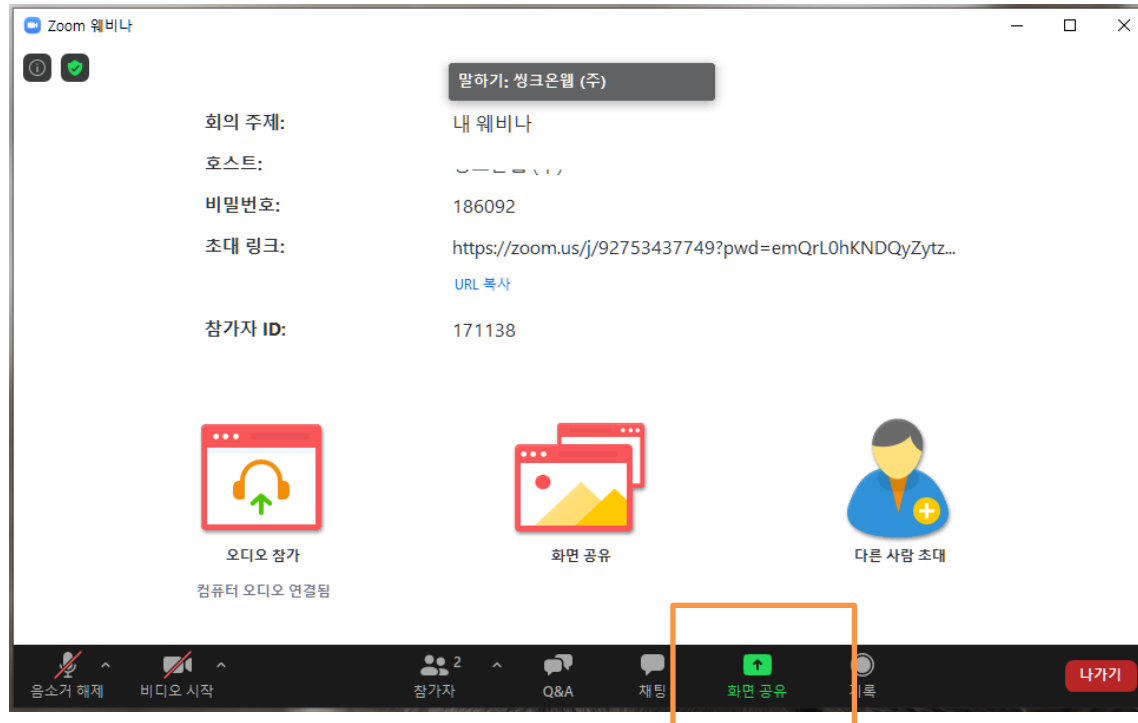 Zoom 웨비나
말하기: 씽크온웹 (주)
회의 주제: 내 웨비나
호스트:
비밀번호: 186092
초대 링크: https://zoom.us/j/92753437749?pwd=emQrL0hKNDQyZytz...
URL 복사
참가자 ID: 171138
오디오 참가 화면 공유 다른 사람 초대
컴퓨터 오디오 연결됨
2
음소거 해제 비디오 시작 참가자 Q&A 채팅 화면 공유 나가기